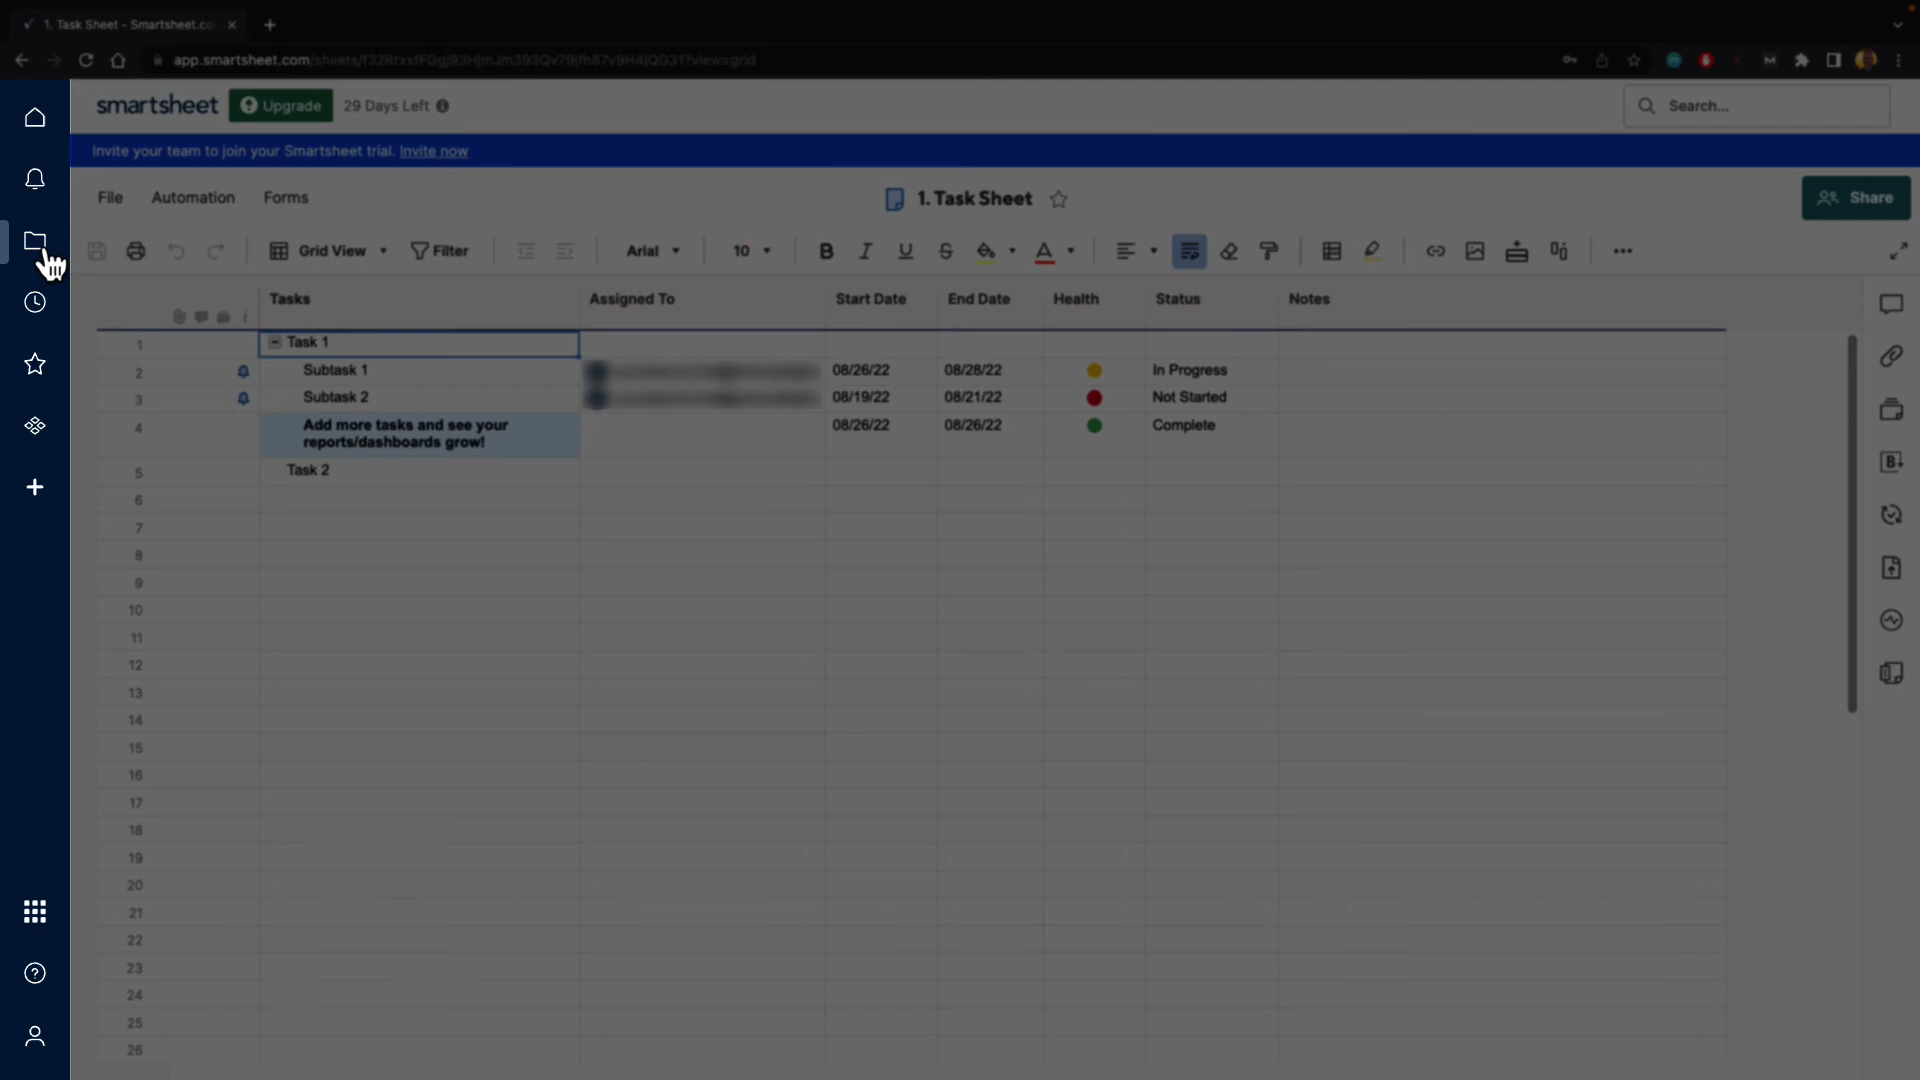 1. Task Sheet - Smartsheet.co
app.smartsheet.com
smartsheet
Upgrade
29 Days Left
Search...
Invite your team to join your Smartsheet trial. Invite now
File
Automation
Forms
1. Task Sheet
Share
Grid View
Filter
Arial
10
Tasks
Assigned To
Start Date
End Date
Health
Status
Notes
1
Task 1
2
Subtask 1
08/26/22
08/28/22
In Progress
3
Subtask 2
08/19/22
08/21/22
Not Started
4
Add more tasks and see your
reports/dashboards grow!
08/26/22
08/26/22
Complete
5
Task 2
6
7
8
9
10
11
12
13
14
15
16
17
18
19
20
21
22
23
24
25
26